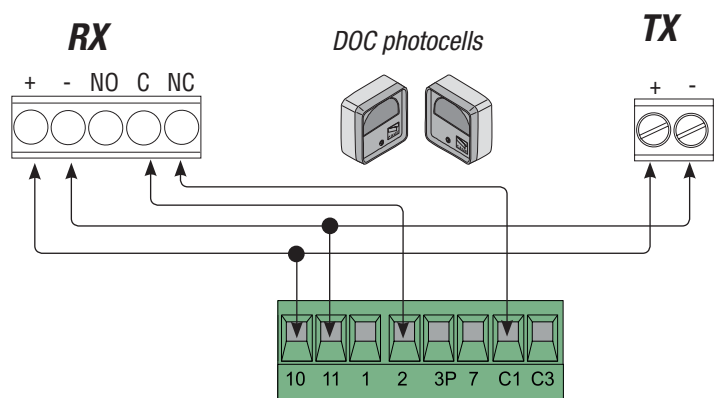 RX
DOC photocells
TX
+ - NO C NC
+ -
10 11 1 2 3P 7 C1 C3